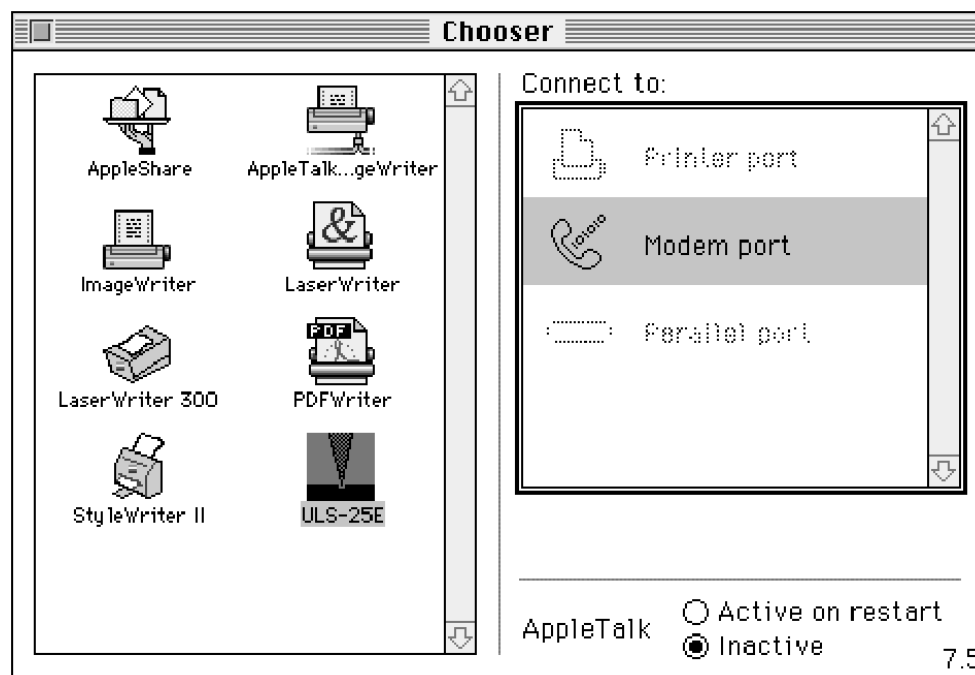 Chooser
AppleShare
AppleTalk...geWriter
ImageWriter
&
LaserWriter
LaserWriter 300
PDF
PDFWriter
StyleWriter II
ULS-25E
Connect to:
Printer port
Modem port
Parallel port
AppleTalk
Active on restart
Inactive
7.5